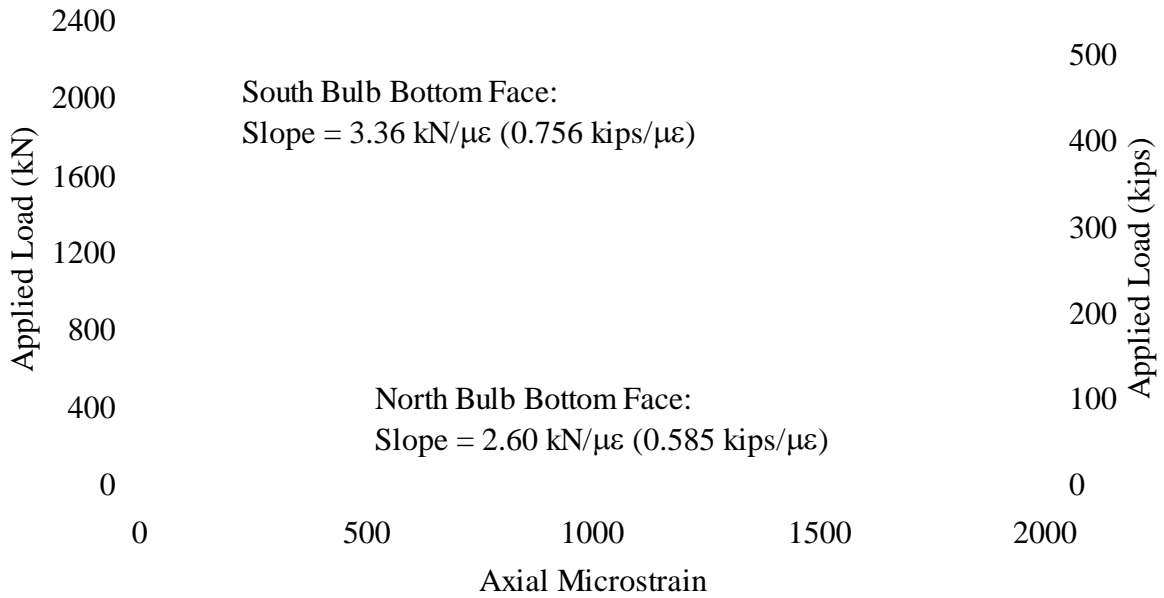 2400
2000
1600
1200
800
400
0
Applied Load (kN)
South Bulb Bottom Face:
Slope = 3.36 kN/με (0.756 kips/με)
North Bulb Bottom Face:
Slope = 2.60 kN/με (0.585 kips/με)
500
400
300
200
100
0
Applied Load (kips)
0 500 1000 1500 2000
Axial Microstrain